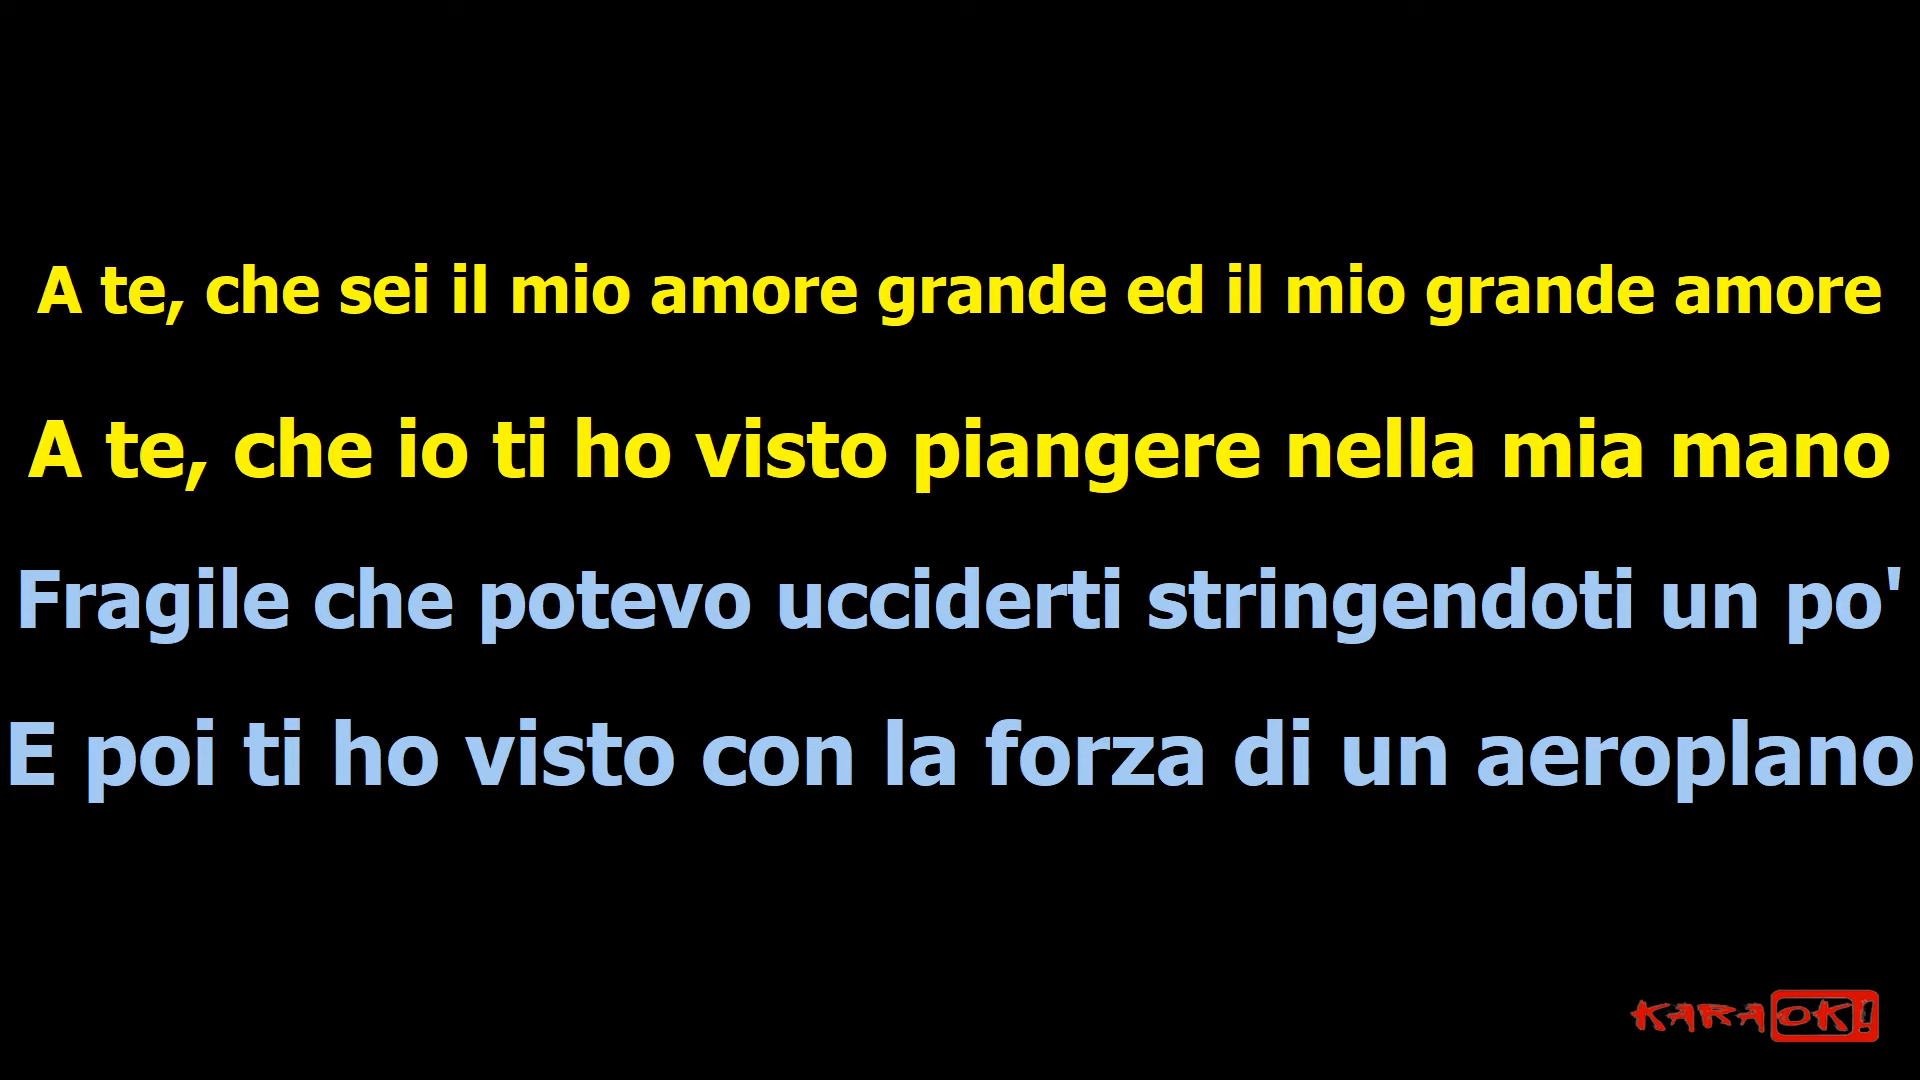 A te, che sei il mio amore grande ed il mio grande amore
A te, che io ti ho visto piangere nella mia mano
Fragile che potevo ucciderti stringendoti un po'
E poi ti ho visto con la forza di un aeroplano
KARAOK!